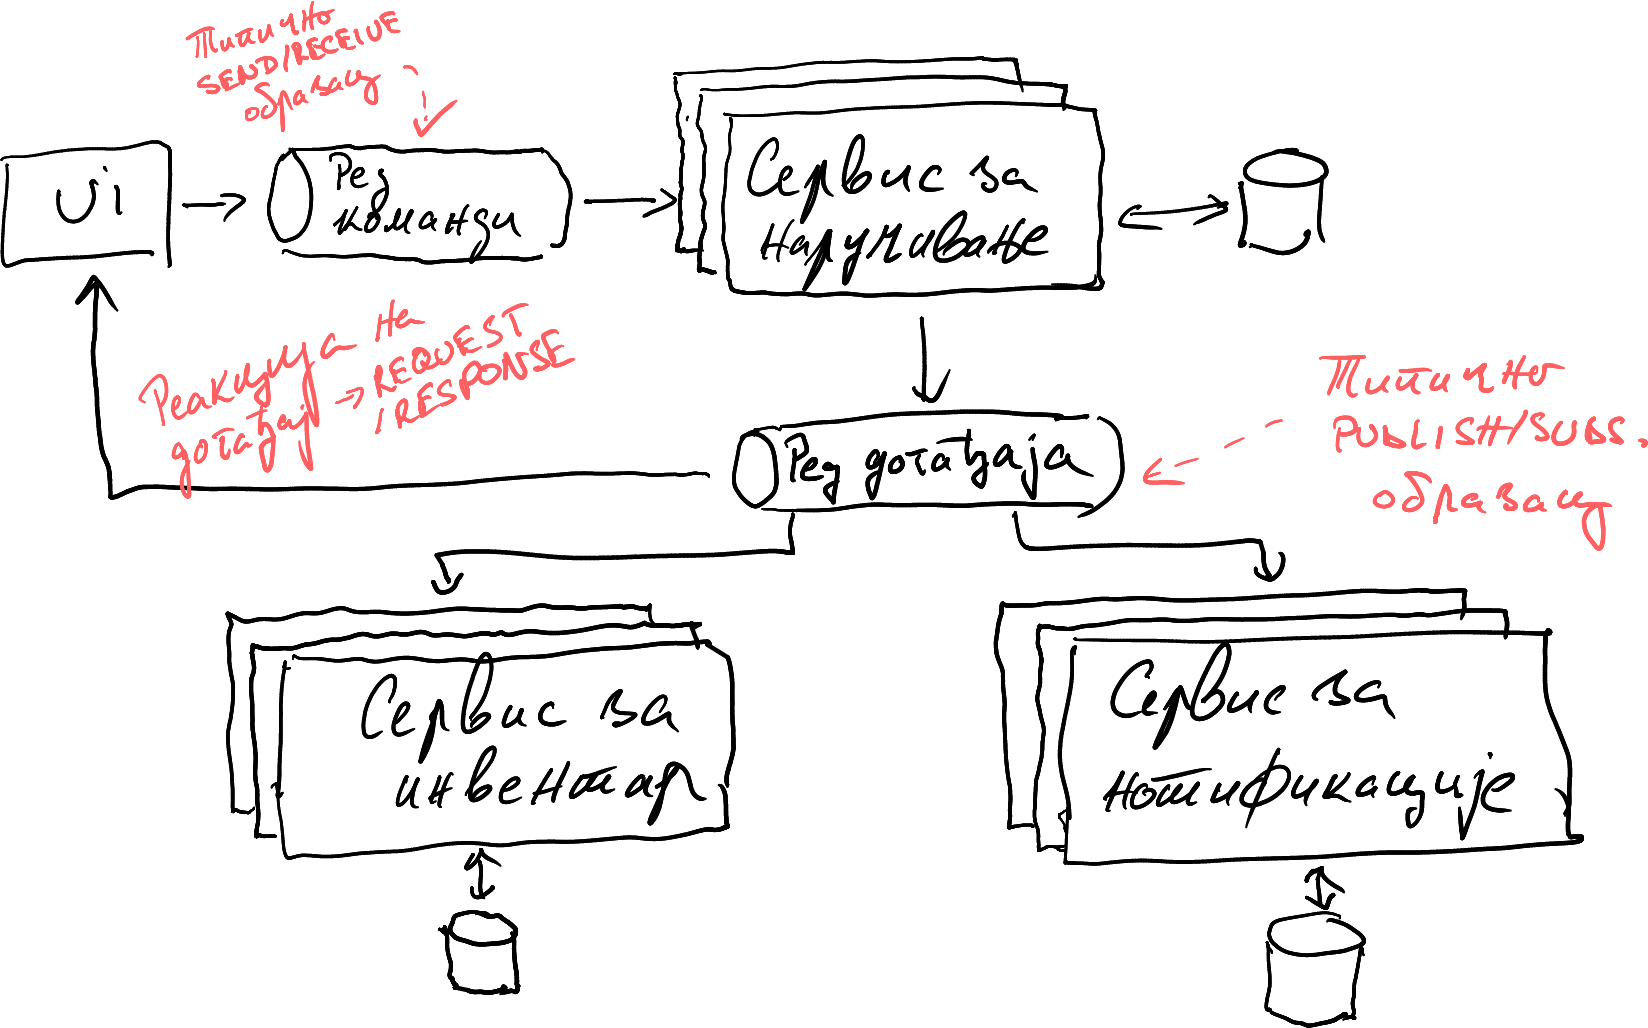 Типично
SEND/RECEIVE
образац
Ui
Ред
команди
Сервис за
наручивање
Реакција на
догађај → REQUEST
/RESPONSE
Ред догађаја
Типично
PUBLISH/SUBS.
образац
Сервис за
инвентар
Сервис за
нотификације